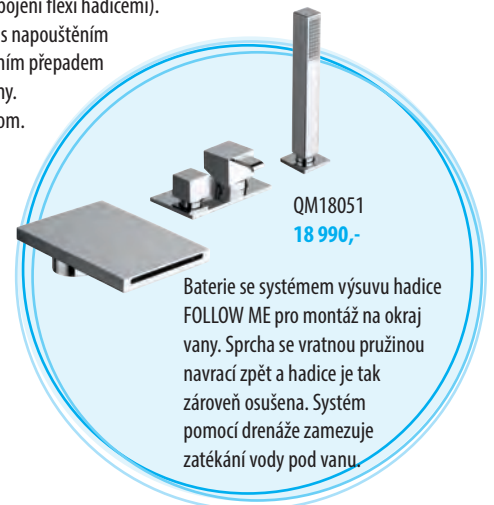 pojení flexi hadicemi).
s napouštěním
ním přepadem
ny.
om.
QM18051
18 990,-
Baterie se systémem výsuvu hadice
FOLLOW ME pro montáž na okraj
vany. Sprcha se vratnou pružinou
navrací zpět a hadice je tak
zároveň osušena. Systém
pomocí drenáže zamezuje
zatékání vody pod vanu.